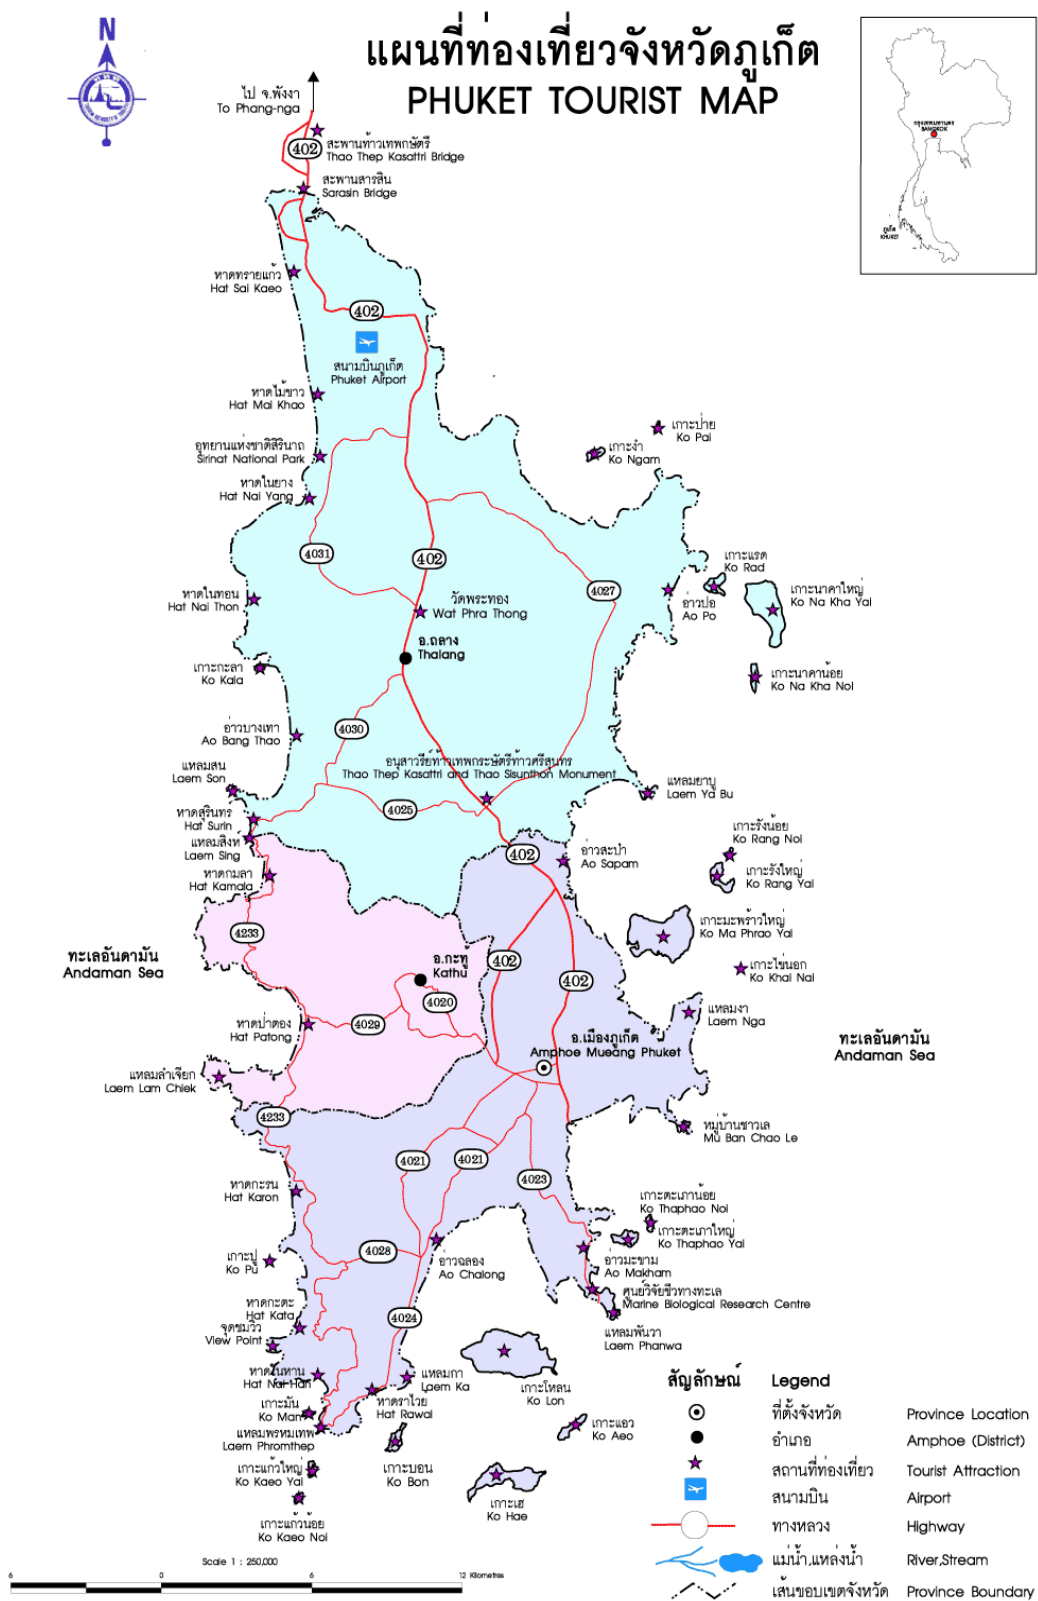 N
แผนที่ท่องเที่ยวจังหวัดภูเก็ต
PHUKET TOURIST MAP
ไป จ.พังงา
To Phang-nga
กรุงเทพมหานคร
BANGKOK
ภูเก็ต
KHUKET
402
สะพานท้าวเทพกษัตรี
Thao Thep Kasattri Bridge
สะพานสารสิน
Sarasin Bridge
หาดทรายแก้ว
Hat Sai Kaeo
402
สนามบินภูเก็ต
Phuket Airport
หาดไม้ขาว
Hat Mai Khao
เกาะป่าย
Ko Pai
เกาะงำ
Ko Ngam
อุทยานแห่งชาติสิรินาถ
Sirinat National Park
หาดในยาง
Hat Nai Yang
4031
402
4027
เกาะแรด
Ko Rad
เกาะนาคาใหญ่
Ko Na Kha Yai
อ่าวปอ
Ao Po
หาดในทอน
Hat Nai Thon
วัดพระทอง
Wat Phra Thong
อ.ถลาง
Thalang
เกาะกะลา
Ko Kala
เกาะนาคาน้อย
Ko Na Kha Noi
อ่าวบางเทา
Ao Bang Thao
4030
อนุสาวรีย์ท้าวเทพกระษัตรีท้าวศรีสุนทร
Thao Thep Kasattri and Thao Sisunthon Monument
แหลมสน
Laem Son
แหลมยาบู
Laem Ya Bu
4025
หาดสุรินทร์
Hat Surin
แหลมสิงห์
Laem Sing
402
อ่าวสะปำ
Ao Sapam
เกาะรังน้อย
Ko Rang Noi
เกาะรังใหญ่
Ko Rang Yai
หาดกมลา
Hat Kamala
เกาะมะพร้าวใหญ่
Ko Ma Phrao Yai
4233
ทะเลอันดามัน
Andaman Sea
อ.กะทู้
Kathu
402
402
เกาะไข่นอก
Ko Khai Nai
4020
แหลมงา
Laem Nga
หาดป่าตอง
Hat Patong
4029
อ.เมืองภูเก็ต
Amphoe Mueang Phuket
ทะเลอันดามัน
Andaman Sea
แหลมลำเจียก
Laem Lam Chiek
4233
หมู่บ้านชาวเล
Mu Ban Chao Le
4021
4021
4023
หาดกะรน
Hat Karon
เกาะตะเภาน้อย
Ko Thaphao Noi
เกาะตะเภาใหญ่
Ko Thaphao Yai
4028
อ่าวฉลอง
Ao Chalong
อ่าวมะขาม
Ao Makham
เกาะปู
Ko Pu
ศูนย์วิจัยชีวทางทะเล
Marine Biological Research Centre
หาดกะตะ
Hat Kata
4024
จุดชมวิว
View Point
แหลมพันวา
Laem Phanwa
หาดในหาน
Hat Nai Han
แหลมกา
Laem Ka
เกาะโหลน
Ko Lon
หาดราไวย
Hat Rawai
เกาะมัน
Ko Man
เกาะแอว
Ko Aeo
แหลมพรหมเทพ
Laem Phromthep
เกาะแก้วใหญ่
Ko Kaeo Yai
เกาะบอน
Ko Bon
เกาะเฮ
Ko Hae
เกาะแก้วน้อย
Ko Kaeo Noi
สัญลักษณ์ Legend
ที่ตั้งจังหวัด Province Location
อำเภอ Amphoe (District)
สถานที่ท่องเที่ยว Tourist Attraction
สนามบิน Airport
ทางหลวง Highway
แม่น้ำ,แหล่งน้ำ River,Stream
เส้นขอบเขตจังหวัด Province Boundary
Scale 1 : 250,000
6 0 6 12 Kilometres